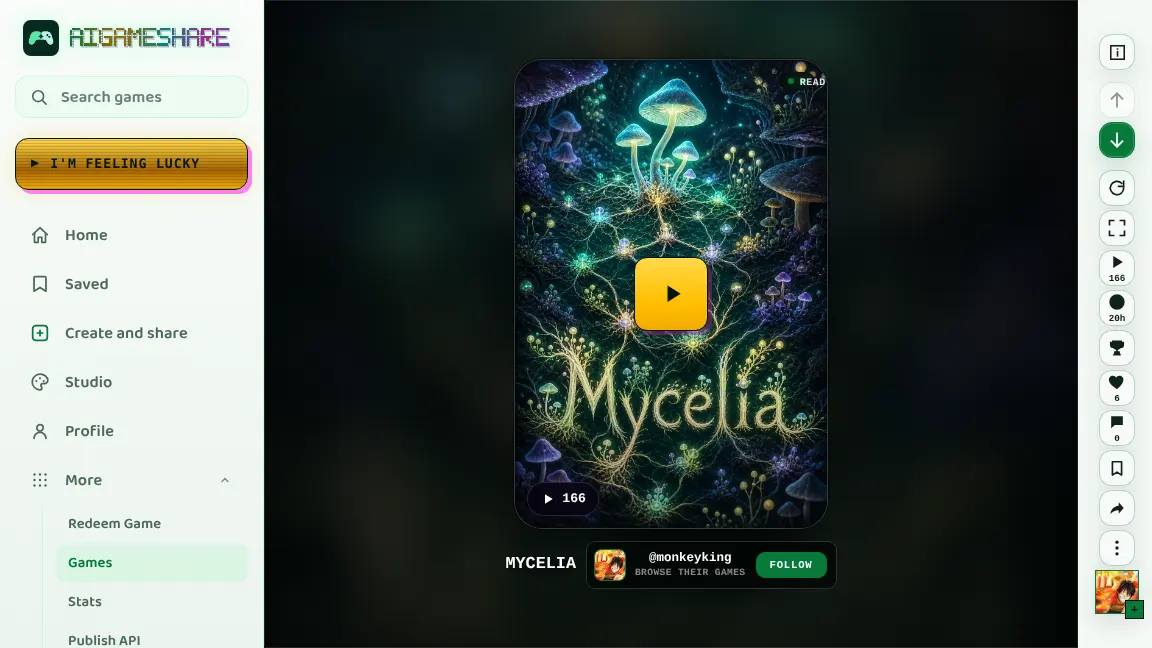 AIGAMESHARE
Search games
I'M FEELING LUCKY
Home
Saved
Create and share
Studio
Profile
More
Redeem Game
Games
Stats
Publish API
READ
Mycelia
166
MYCELIA
@monkeyking
BROWSE THEIR GAMES
FOLLOW
166
20h
6
0